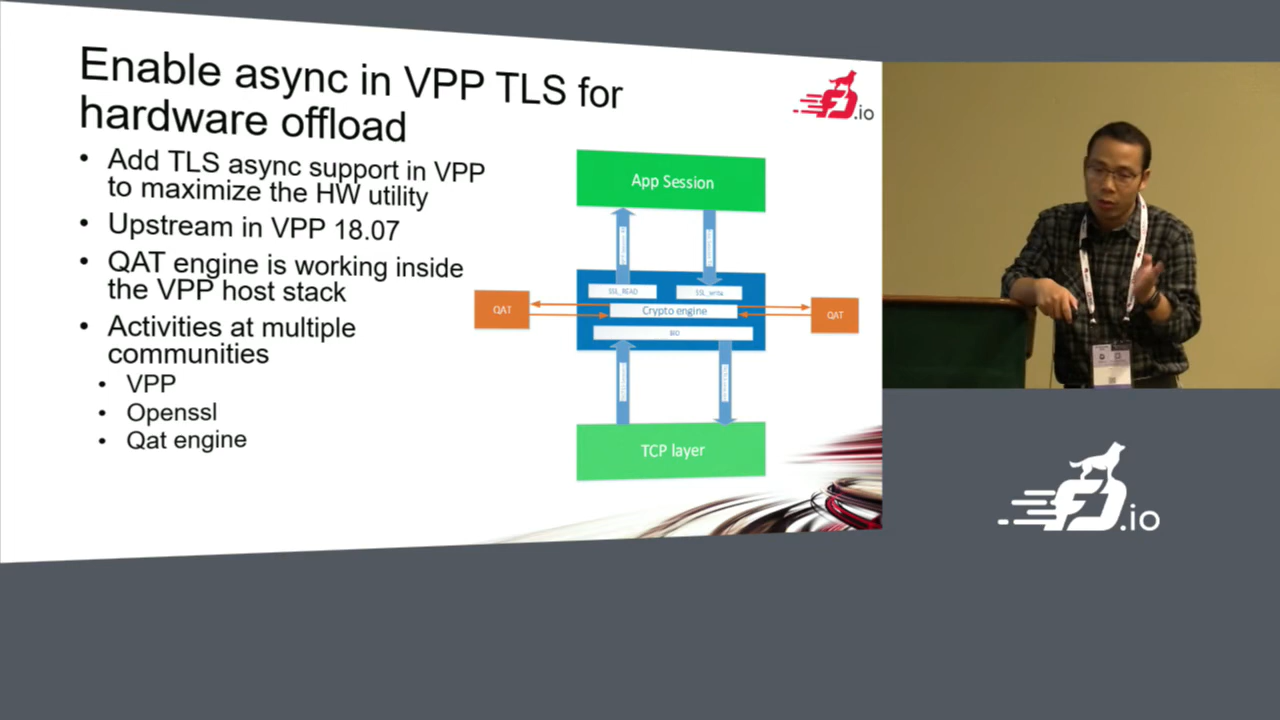 Enable async in VPP TLS for
hardware offload
• Add TLS async support in VPP
to maximize the HW utility
• Upstream in VPP 18.07
• QAT engine is working inside
the VPP host stack
• Activities at multiple
communities
• VPP
• Openssl
• Qat engine
FD.io
App Session
SSL_READ
SSL_write
QAT
Crypto engine
QAT
BIO
TCP layer
FD.io